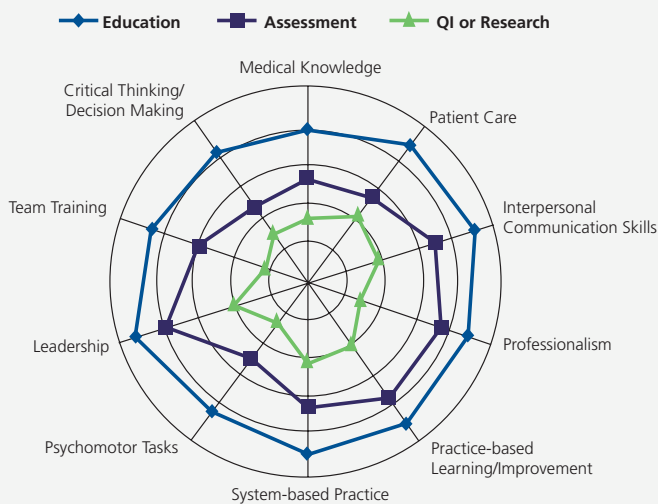 Education Assessment QI or Research
Medical Knowledge
Critical Thinking/
Decision Making
Patient Care
Team Training
Interpersonal
Communication Skills
Leadership
Professionalism
Psychomotor Tasks
Practice-based
Learning/Improvement
System-based Practice